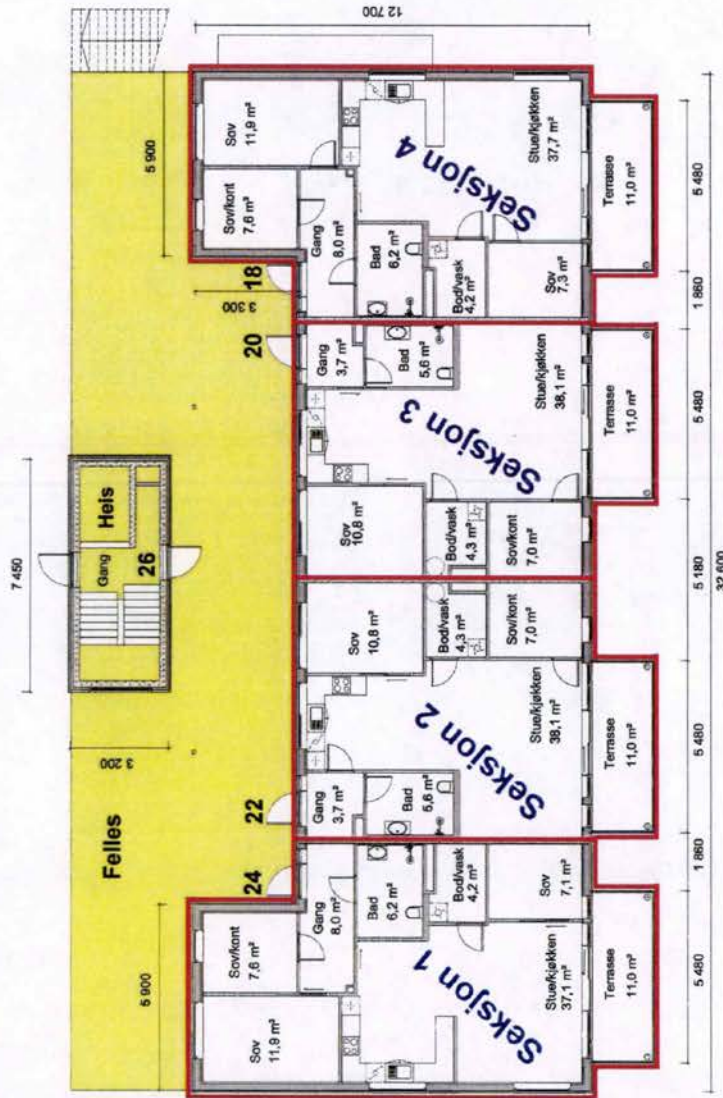 12 700
5 900
Sov
11,9 m²
Sov/kont
7,6 m²
Gang
8,0 m²
Bad
6,2 m²
Bod/vask
4,2 m²
Sov
7,3 m²
Stue/kjøkken
37,7 m²
Seksjon 4
Terrasse
11,0 m²
5 480
1 860
18
3 300
20
Gang
3,7 m²
Bad
5,6 m²
Stue/kjøkken
38,1 m²
Seksjon 3
Sov
10,8 m²
Bod/vask
4,3 m²
Sov/kont
7,0 m²
Terrasse
11,0 m²
5 480
5 180
32 600
7 450
Heis
Gang
26
3 200
Felles
22
24
Sov
10,8 m²
Bod/vask
4,3 m²
Sov/kont
7,0 m²
Stue/kjøkken
38,1 m²
Seksjon 2
Gang
3,7 m²
Bad
5,6 m²
Terrasse
11,0 m²
5 480
1 860
5 900
Sov/kont
7,6 m²
Sov
11,9 m²
Gang
8,0 m²
Bad
6,2 m²
Bod/vask
4,2 m²
Sov
7,1 m²
Seksjon 1
Stue/kjøkken
37,1 m²
Terrasse
11,0 m²
5 480